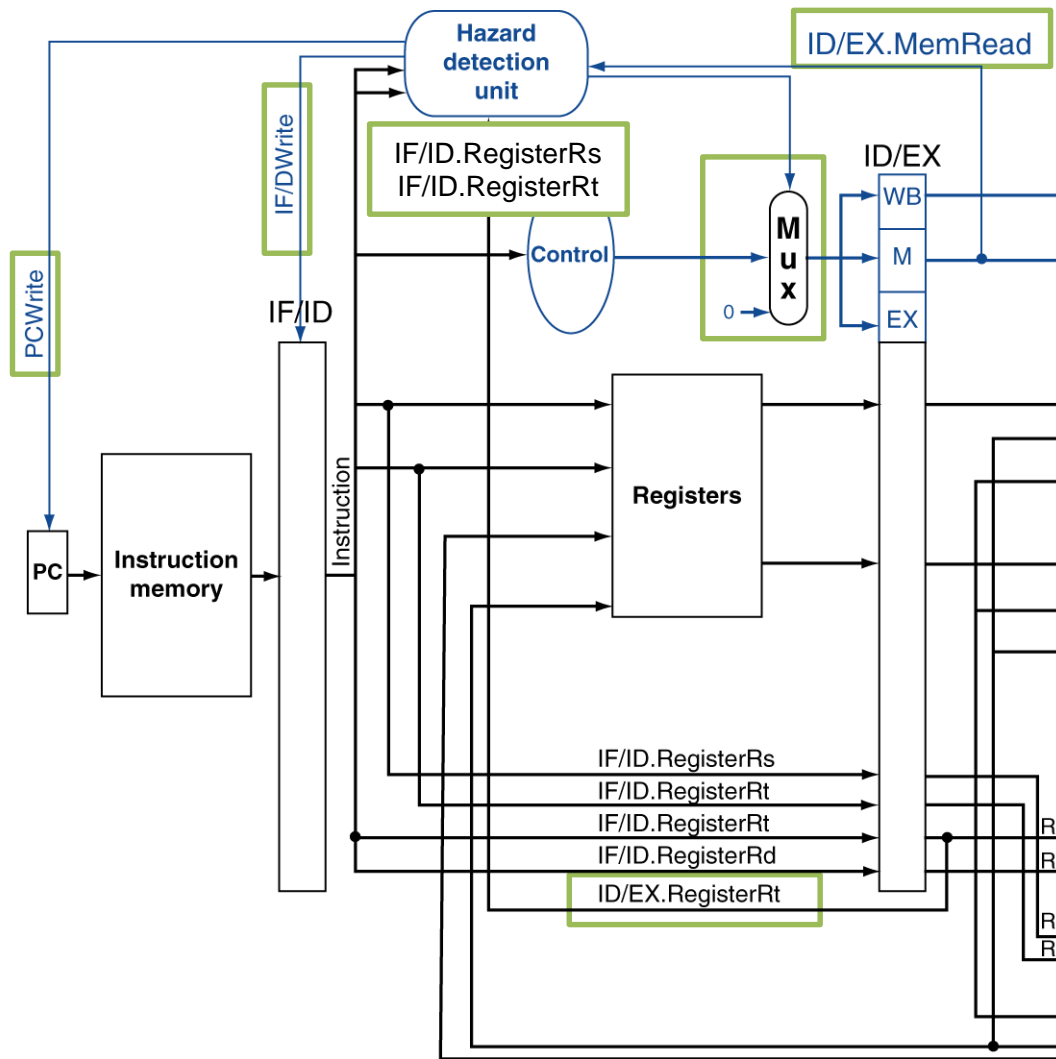 Hazard
detection
unit
ID/EX.MemRead
PCWrite
IF/DWrite
IF/ID.RegisterRs
IF/ID.RegisterRt
ID/EX
WB
M
EX
Control
M
u
x
0
IF/ID
Instruction
PC
Instruction
memory
Registers
IF/ID.RegisterRs
IF/ID.RegisterRt
IF/ID.RegisterRt
IF/ID.RegisterRd
ID/EX.RegisterRt
R
R
R
R